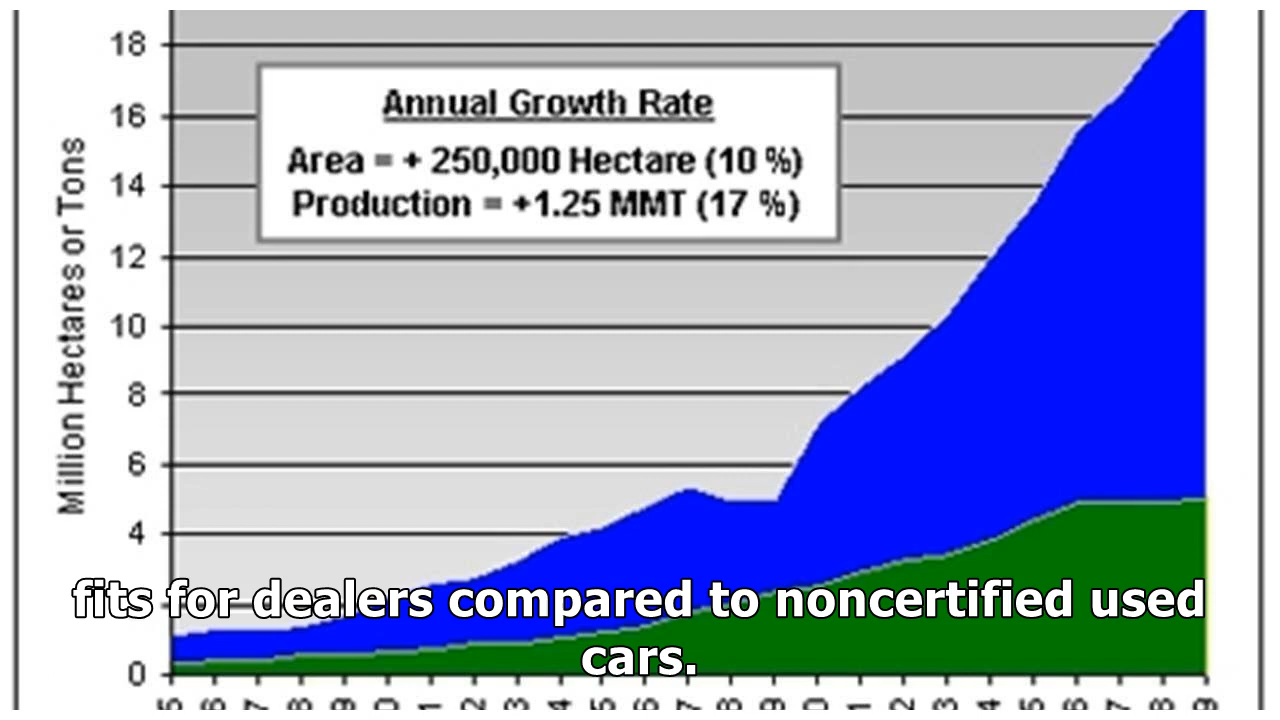 18
Annual Growth Rate
16
Area = + 250,000 Hectare (10 %)
14
Production = +1.25 MMT (17 %)
12
10
8
6
4
0
Million Hectares or Tons
fits for dealers compared to noncertified used
cars.